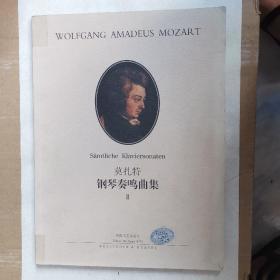 WOLFGANG AMADEUS MOZART
Sämtliche Klaviersonaten
莫扎特
钢琴奏鸣曲集
II